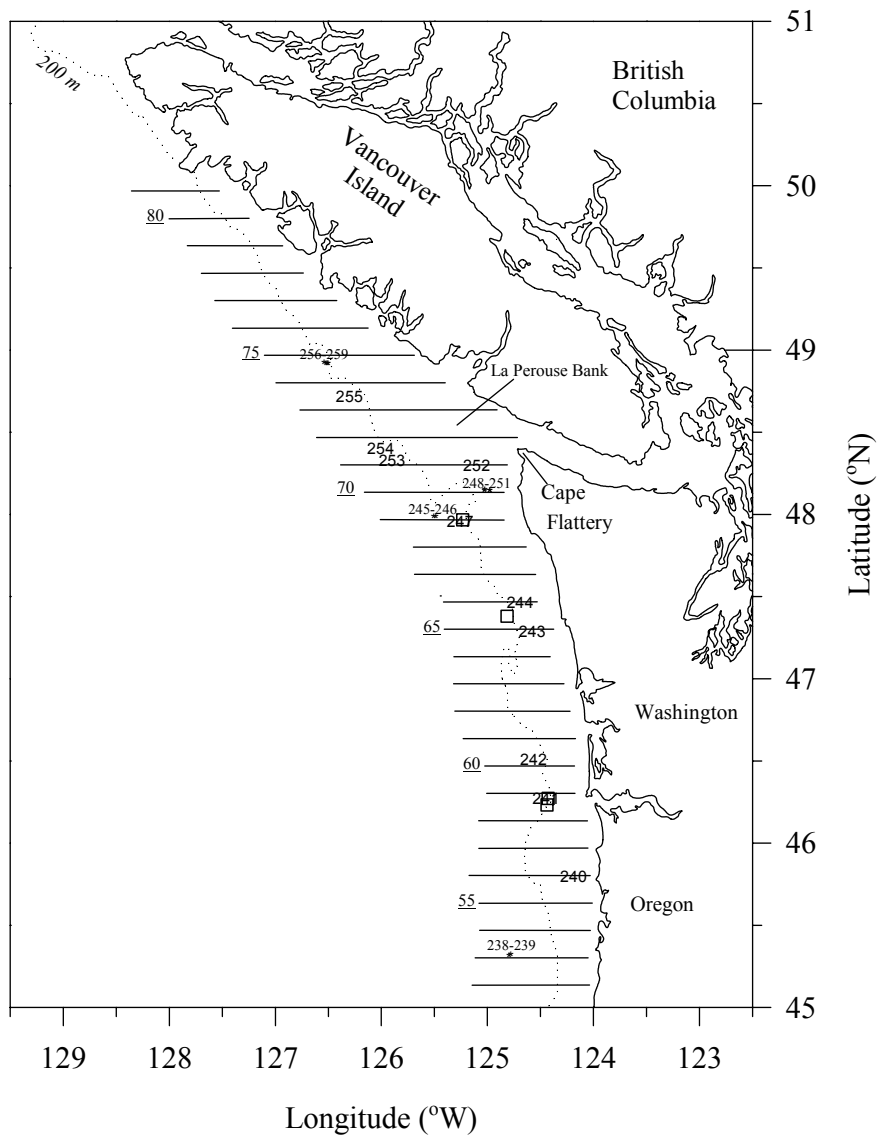 51
50
49
48
47
46
45
Latitude (°N)
129
128
127
126
125
124
123
Longitude (°W)
200 m
British
Columbia
Vancouver
Island
80
75
256-259
La Perouse Bank
255
254
253
252
248-251
70
Cape
Flattery
245-246
247
244
65
243
Washington
242
60
241
240
55
Oregon
238-239